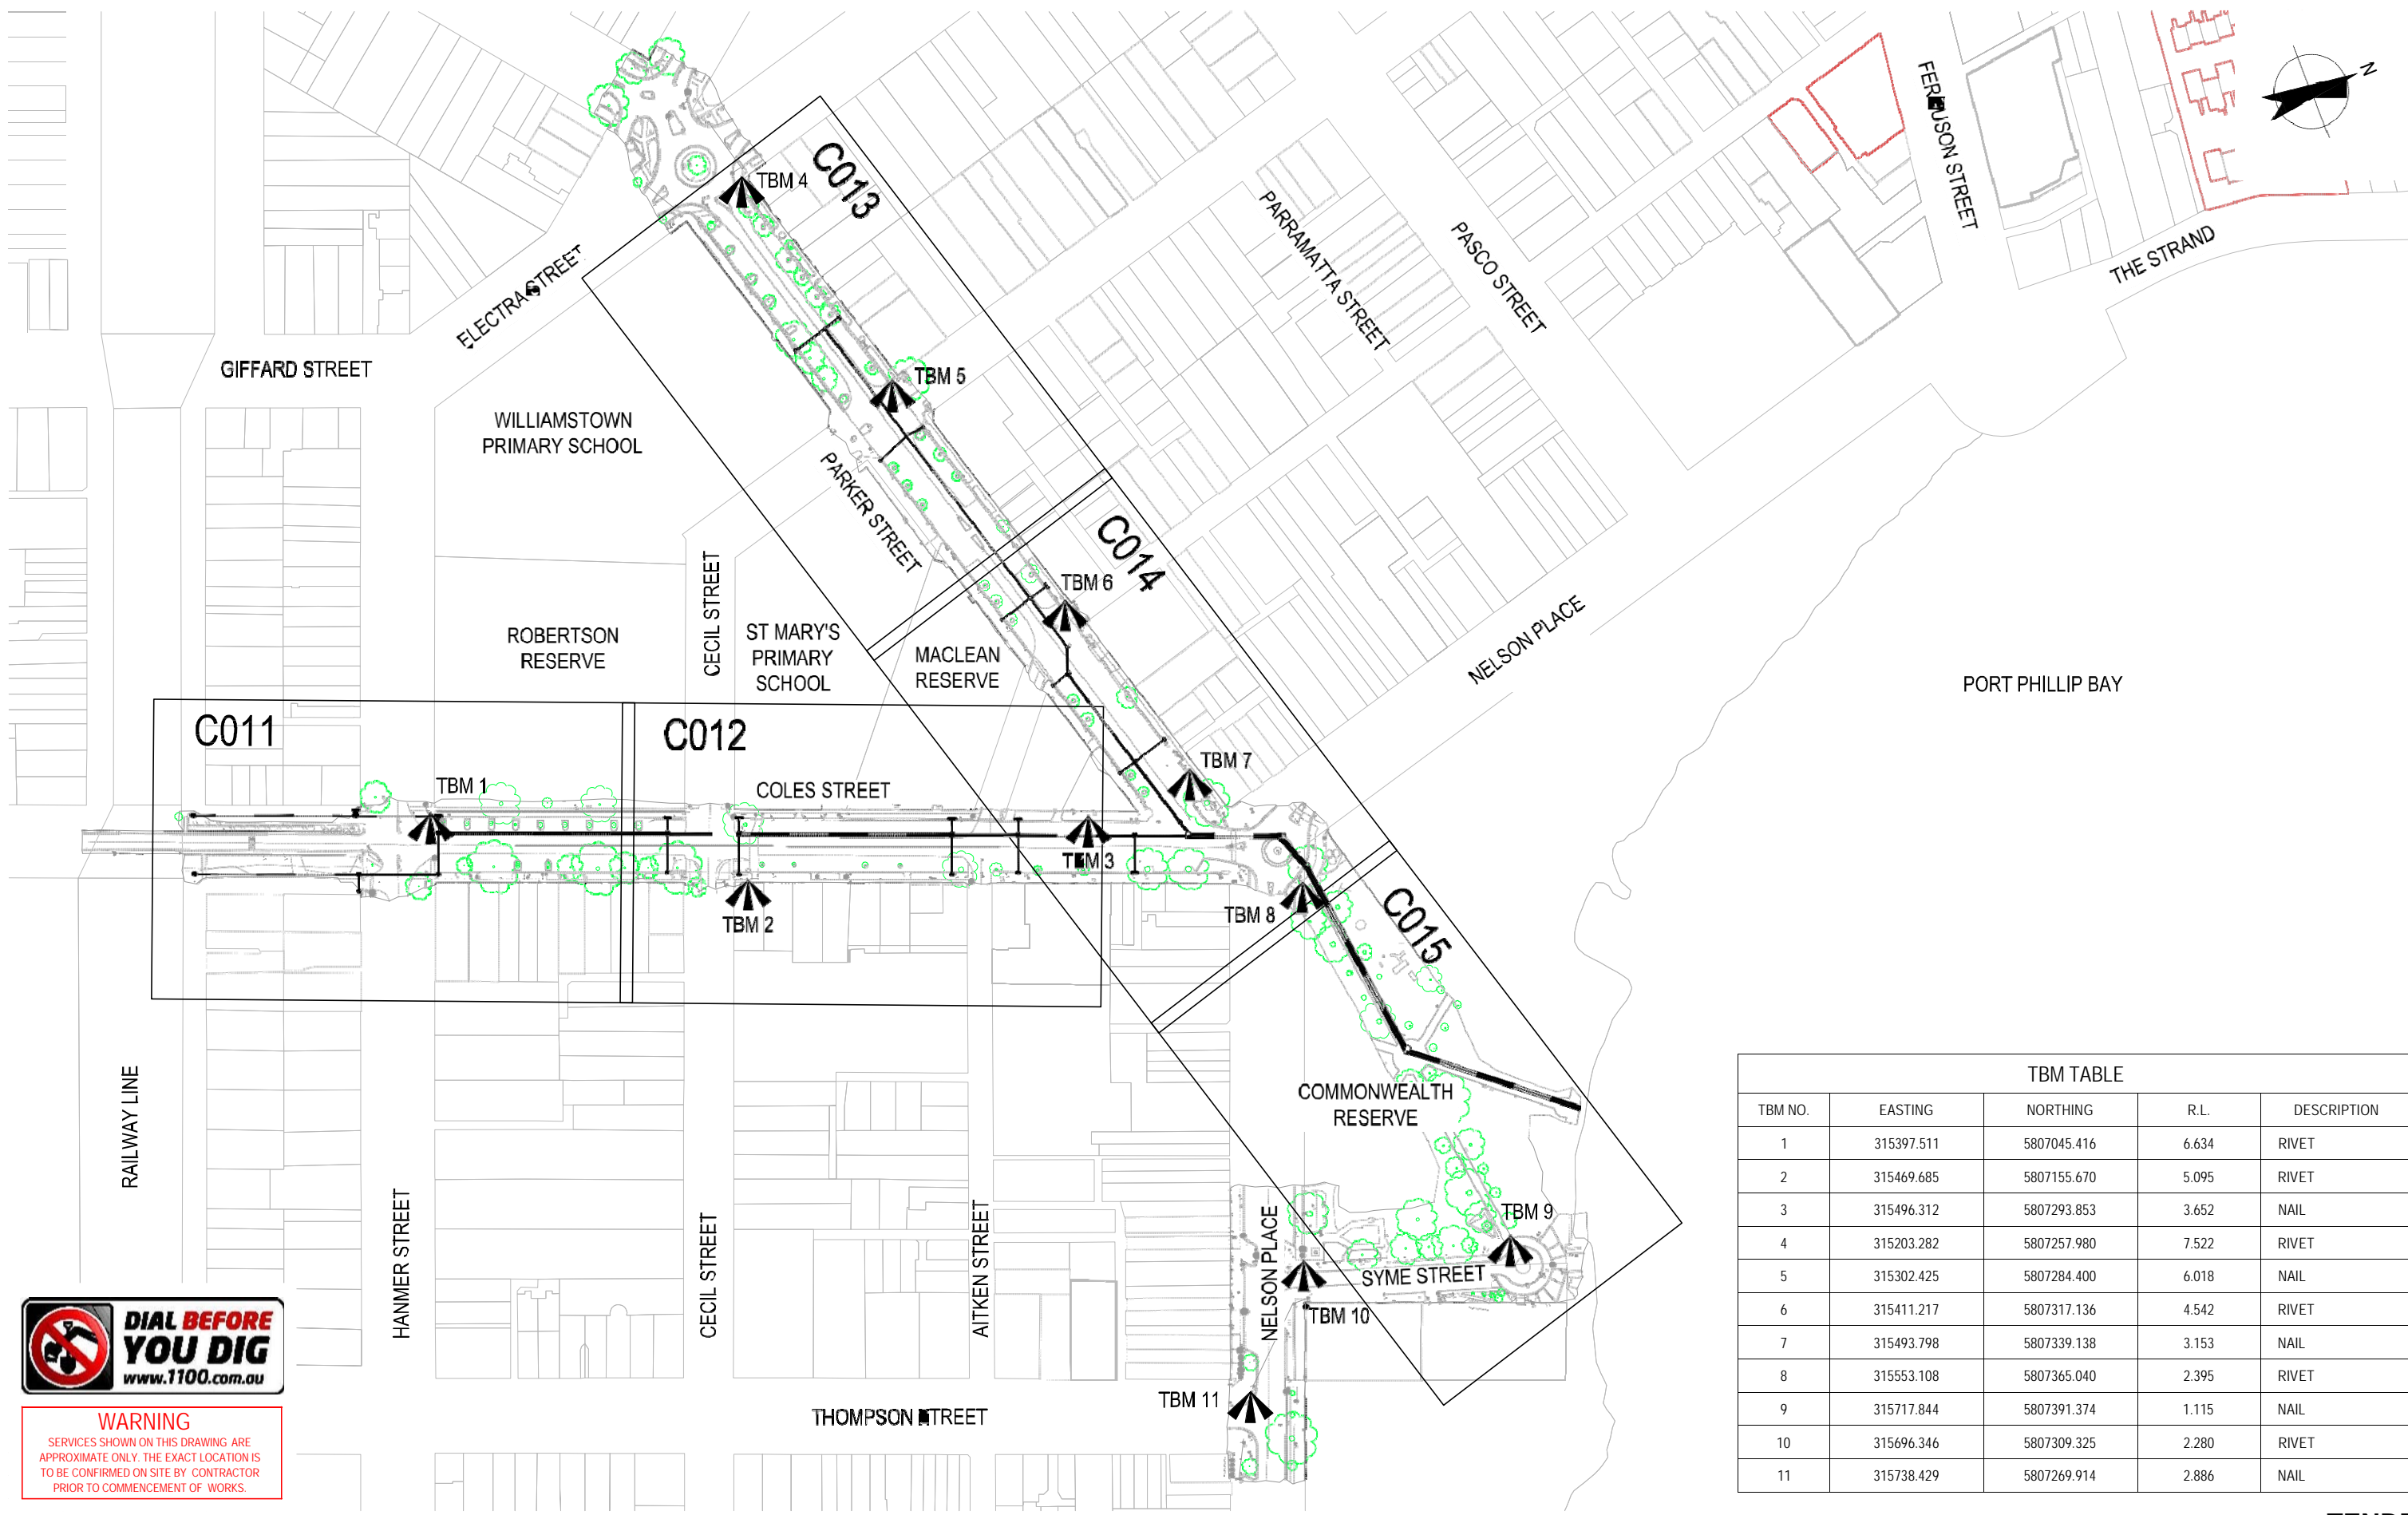 C013
TBM 4
FERGUSON STREET
N
THE STRAND
PARRAMATTA STREET
PASCO STREET
ELECTRA STREET
GIFFARD STREET
TBM 5
WILLIAMSTOWN
PRIMARY SCHOOL
PARKER STREET
C014
TBM 6
CECIL STREET
ROBERTSON
RESERVE
ST MARY'S
PRIMARY
SCHOOL
MACLEAN
RESERVE
NELSON PLACE
PORT PHILLIP BAY
C011
C012
TBM 7
TBM 1
COLES STREET
TBM 3
TBM 2
TBM 8
C015
RAILWAY LINE
COMMONWEALTH
RESERVE
HANMER STREET
CECIL STREET
AITKEN STREET
NELSON PLACE
TBM 9
SYME STREET
TBM 10
TBM 11
THOMPSON STREET
TBM TABLE
TBM NO. EASTING NORTHING R.L. DESCRIPTION
1 315397.511 5807045.416 6.634 RIVET
2 315469.685 5807155.670 5.095 RIVET
3 315496.312 5807293.853 3.652 NAIL
4 315203.282 5807257.980 7.522 RIVET
5 315302.425 5807284.400 6.018 NAIL
6 315411.217 5807317.136 4.542 RIVET
7 315493.798 5807339.138 3.153 NAIL
8 315553.108 5807365.040 2.395 RIVET
9 315717.844 5807391.374 1.115 NAIL
10 315696.346 5807309.325 2.280 RIVET
11 315738.429 5807269.914 2.886 NAIL
DIAL BEFORE
YOU DIG
www.1100.com.au
WARNING
SERVICES SHOWN ON THIS DRAWING ARE
APPROXIMATE ONLY. THE EXACT LOCATION IS
TO BE CONFIRMED ON SITE BY CONTRACTOR
PRIOR TO COMMENCEMENT OF WORKS.